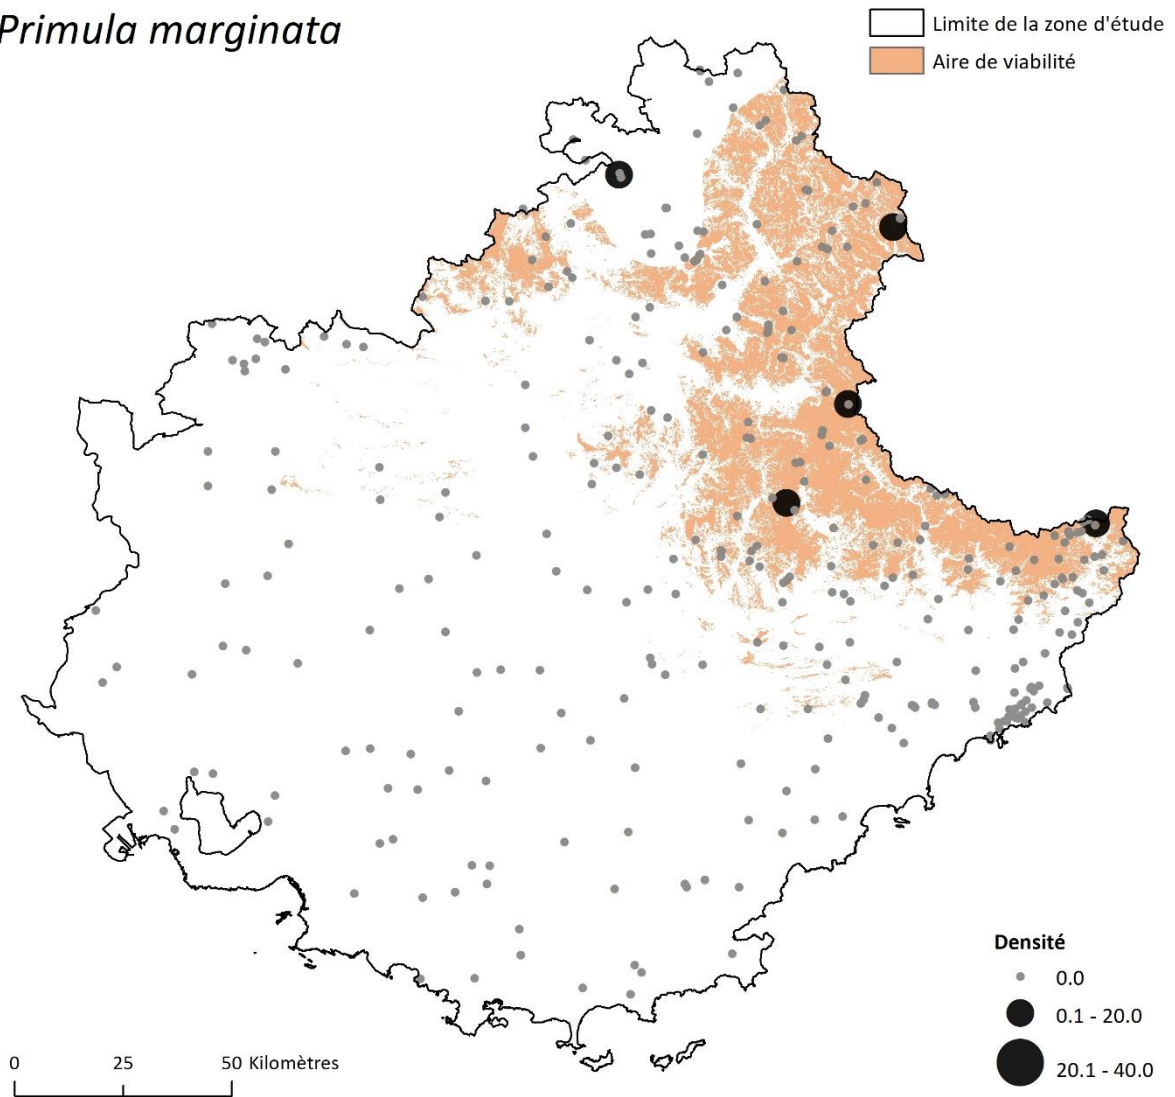 Primula marginata
Limite de la zone d'étude
Aire de viabilité
Densité
0.0
0.1 - 20.0
20.1 - 40.0
0 25 50 Kilomètres